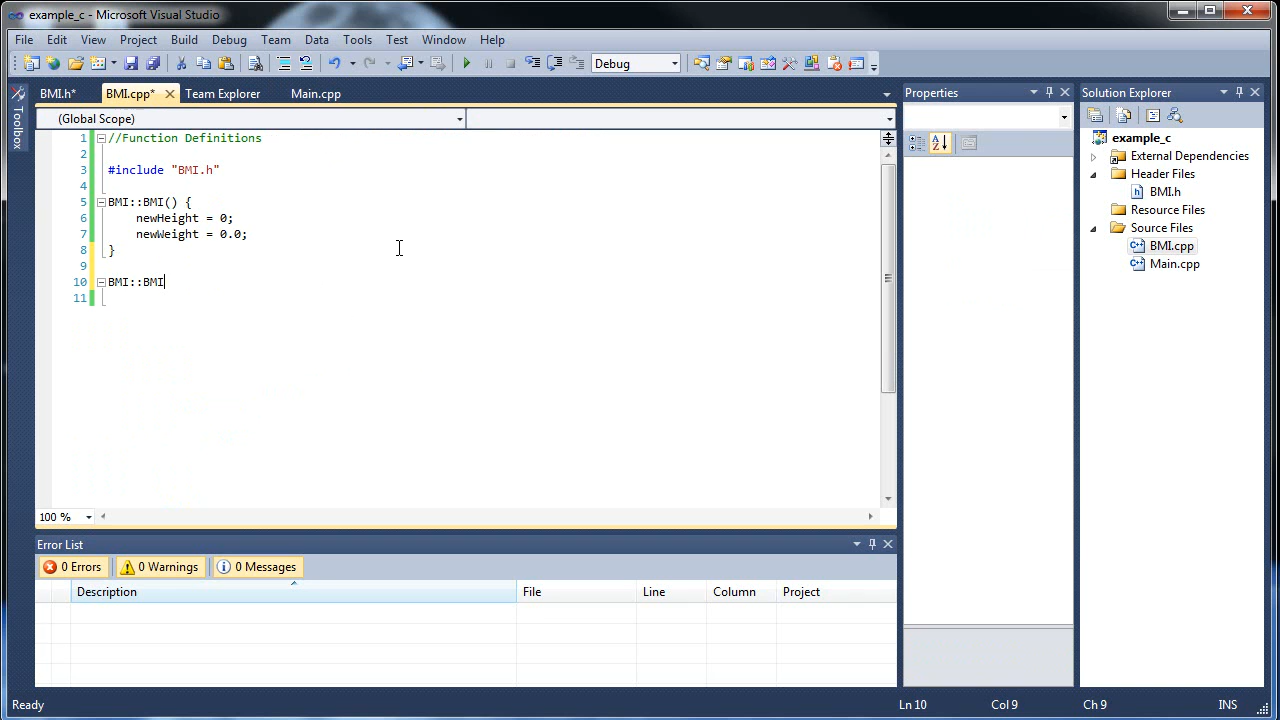 example_c - Microsoft Visual Studio
File Edit View Project Build Debug Team Data Tools Test Window Help
Debug
BMI.h* BMI.cpp* Team Explorer Main.cpp
Toolbox
(Global Scope)
1 //Function Definitions
2
3 #include "BMI.h"
4
5 BMI::BMI() {
6 newHeight = 0;
7 newWeight = 0.0;
8 }
9
10 BMI::BMI
11
100 %
Properties
Solution Explorer
example_c
External Dependencies
Header Files
BMI.h
Resource Files
Source Files
BMI.cpp
Main.cpp
Error List
0 Errors 0 Warnings 0 Messages
Description File Line Column Project
Ready Ln 10 Col 9 Ch 9 INS